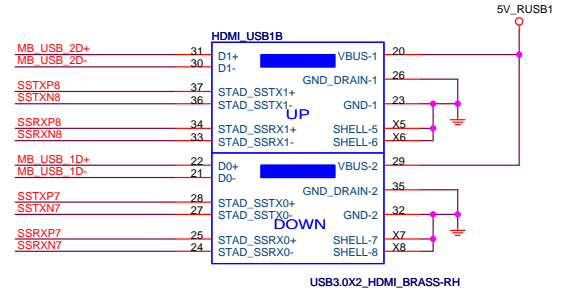 5V_RUSB1
HDMI_USB1B
MB_USB_2D+ 31 D1+ VBUS-1 20
MB_USB_2D- 30 D1-
GND_DRAIN-1 26
SSTXP8 37 STAD_SSTX1+
SSTXN8 36 STAD_SSTX1- GND-1 23
UP
SSRXP8 34 STAD_SSRX1+ SHELL-5 X5
SSRXN8 33 STAD_SSRX1- SHELL-6 X6
MB_USB_1D+ 22 D0+ VBUS-2 29
MB_USB_1D- 21 D0-
GND_DRAIN-2 35
SSTXP7 28 STAD_SSTX0+
SSTXN7 27 STAD_SSTX0- GND-2 32
DOWN
SSRXP7 25 STAD_SSRX0+ SHELL-7 X7
SSRXN7 24 STAD_SSRX0- SHELL-8 X8
USB3.0X2_HDMI_BRASS-RH